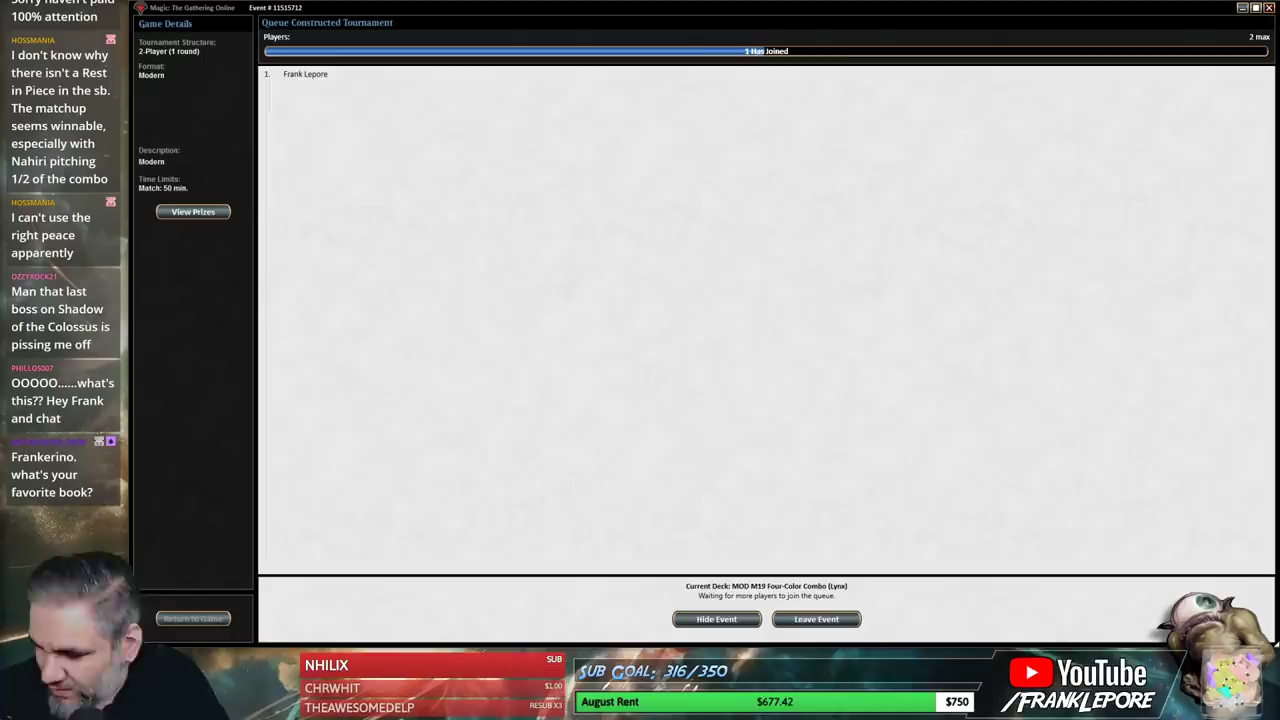 Sorry haven't paid
100% attention
HOSSMANIA
I don't know why
there isn't a Rest
in Piece in the sb.
The matchup
seems winnable,
especially with
Nahiri pitching
1/2 of the combo
HOSSMANIA
I can't use the
right peace
apparently
OZZYROCK21
Man that last
boss on Shadow
of the Colossus is
pissing me off
PHILLOS007
OOOOO......what's
this?? Hey Frank
and chat
Frankerino.
what's your
favorite book?
Magic: The Gathering Online Event # 11515712
Game Details
Tournament Structure:
2-Player (1 round)
Format:
Modern
Description:
Modern
Time Limits:
Match: 50 min.
View Prizes
Return to Game
Queue Constructed Tournament
Players:
2 max
1 Has Joined
1. Frank Lepore
Current Deck: MOD M19 Four-Color Combo (Lynx)
Waiting for more players to join the queue.
Hide Event
Leave Event
NHILIX SUB
CHRWHIT $1.00
THEAWESOMEDELP RESUB X3
SUB GOAL: 316/350
August Rent $677.42 $750
YouTube
/FRANKLEPORE